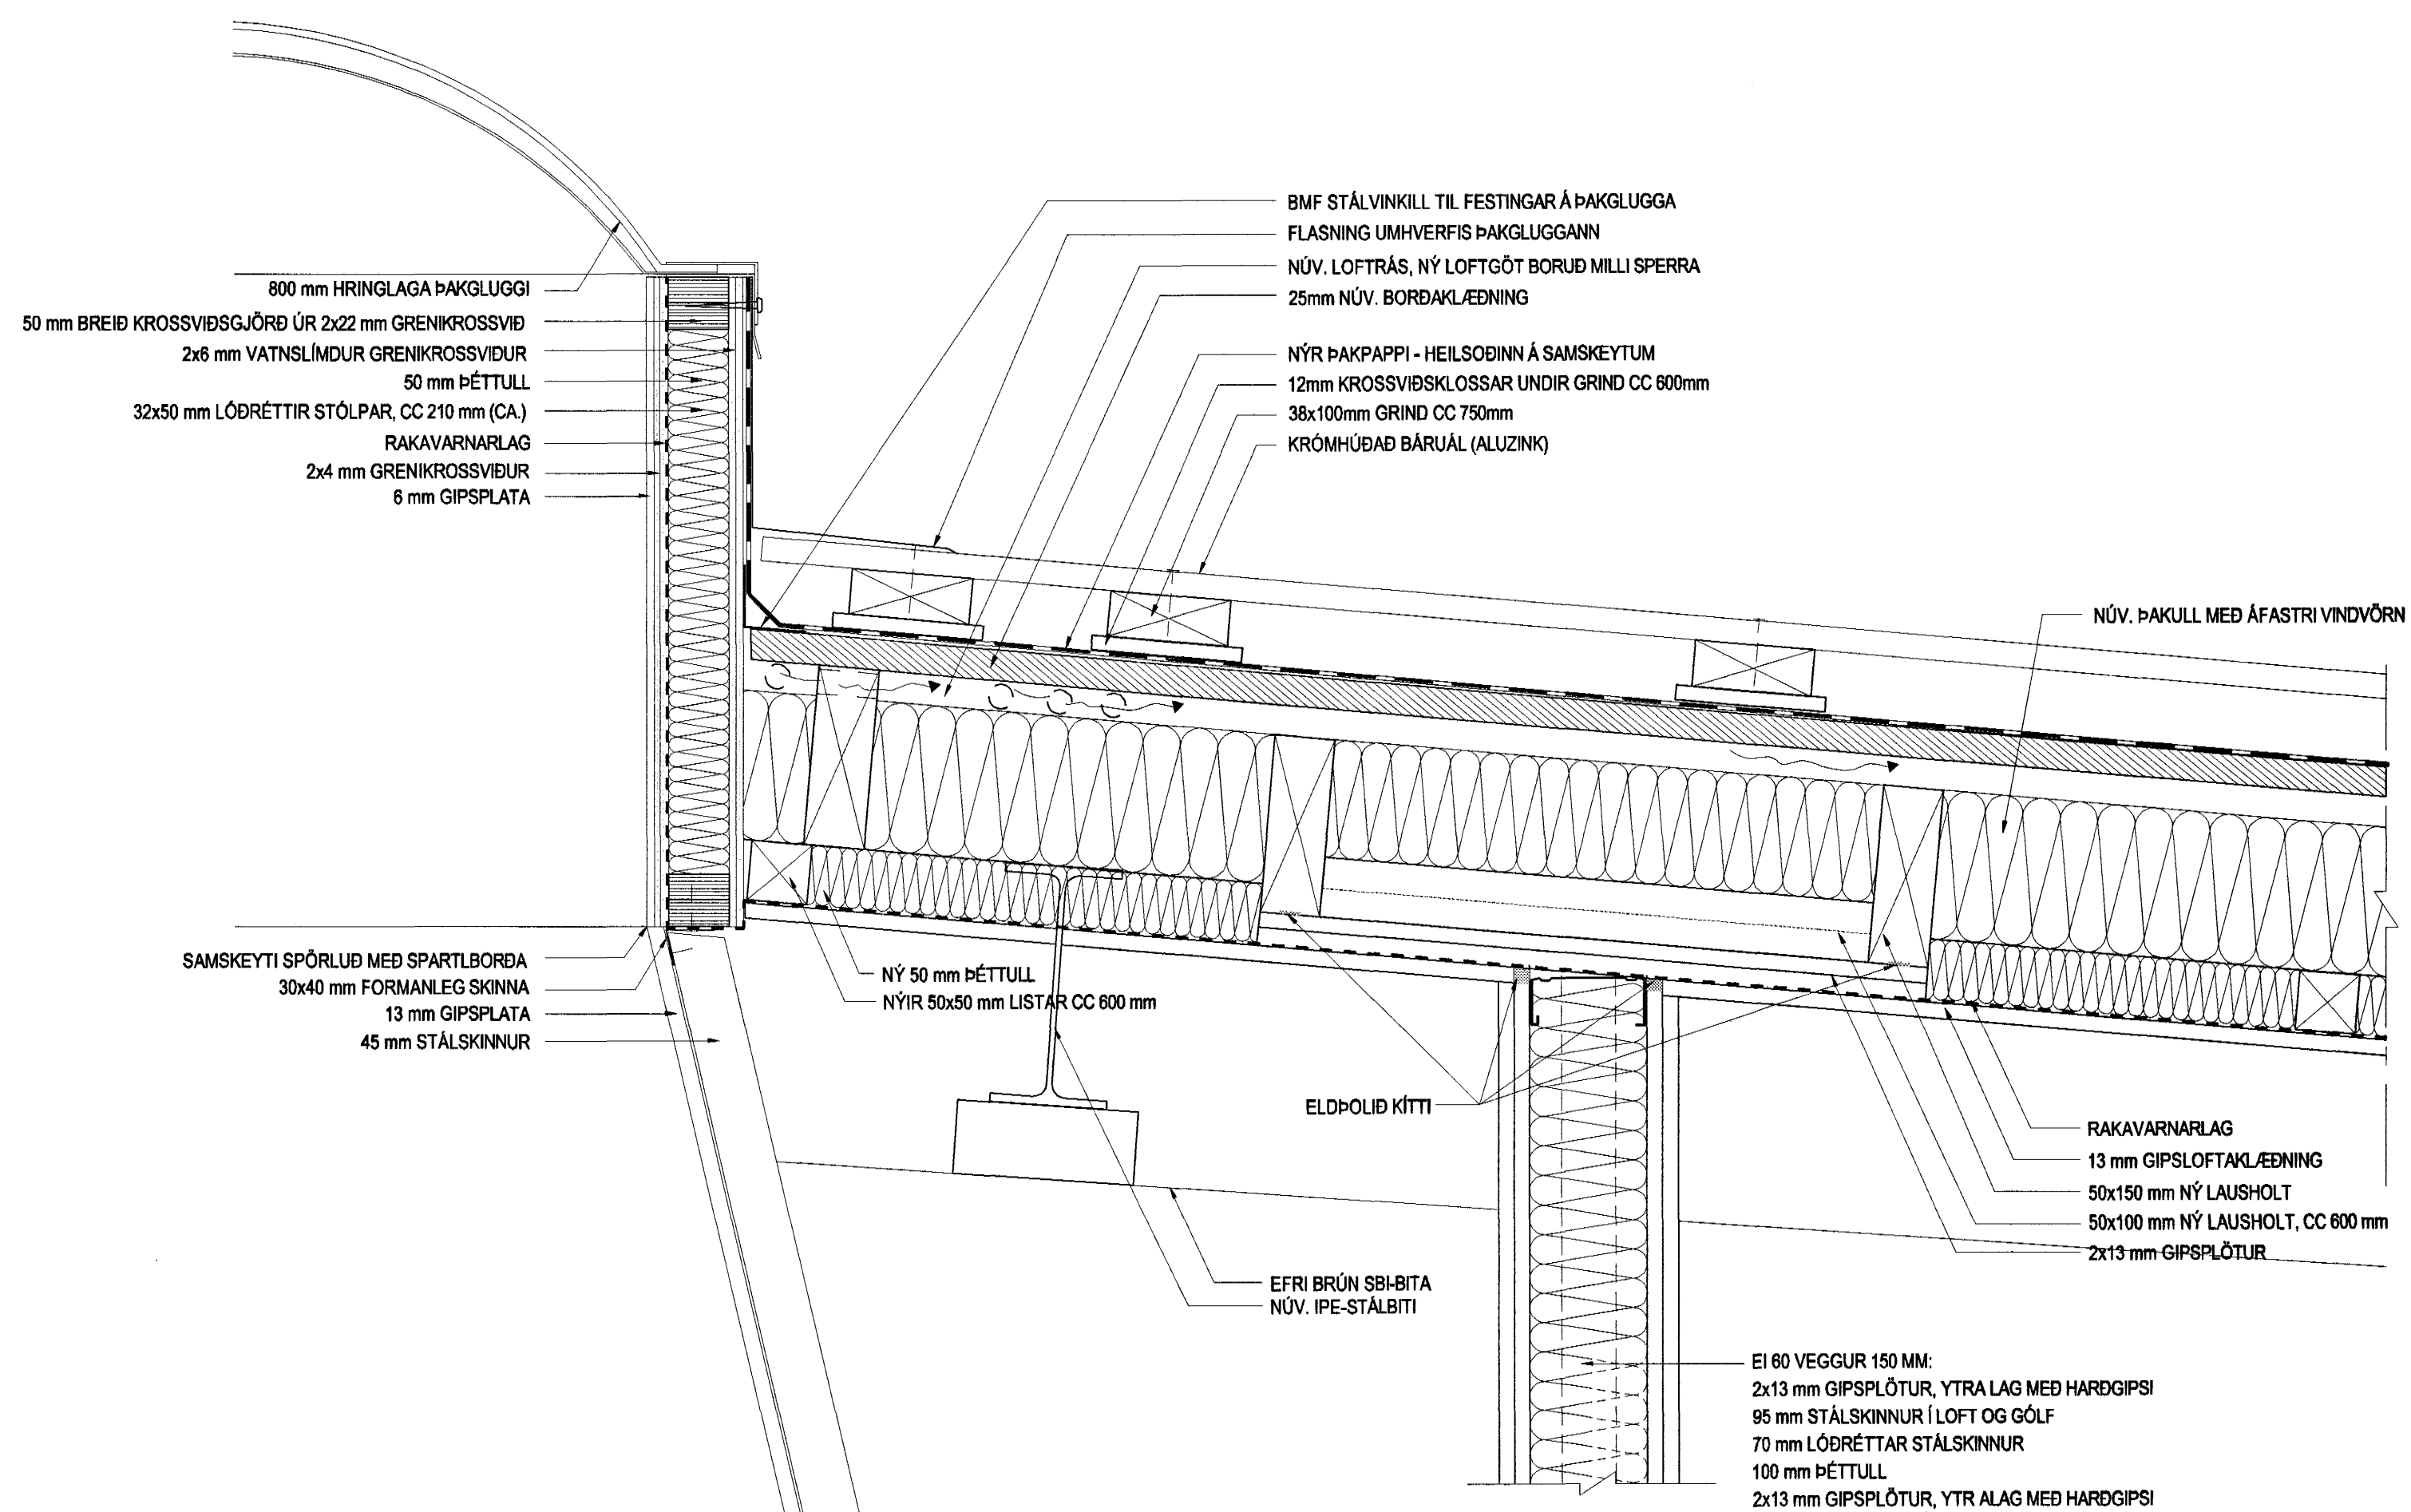 800 mm HRINGLAGA ÞAKGLUGGI
50 mm BREIÐ KROSSVIÐSGJÖRÐ ÚR 2x22 mm GRENIKROSSVIÐ
2x6 mm VATNSLÍMDUR GRENIKROSSVIÐUR
50 mm ÞÉTTULL
32x50 mm LÓÐRÉTTIR STÓLPAR, CC 210 mm (CA.)
RAKAVARNARLAG
2x4 mm GRENIKROSSVIÐUR
6 mm GIPSPLATA
BMF STÁLVINKILL TIL FESTINGAR Á ÞAKGLUGGA
FLASNING UMHVERFIS ÞAKGLUGGANN
NÚV. LOFTRÁS, NÝ LOFTGÖT BORUÐ MILLI SPERRA
25mm NÚV. BORÐAKLÆÐNING
NÝR ÞAKPAPPI - HEILSOÐINN Á SAMSKEYTUM
12mm KROSSVIÐSKLOSSAR UNDIR GRIND CC 600mm
38x100mm GRIND CC 750mm
KRÓMHÚÐAÐ BÁRUÁL (ALUZINK)
NÚV. ÞAKULL MEÐ ÁFASTRI VINDVÖRN
SAMSKEYTI SPÖRLUÐ MEÐ SPARTLBORÐA
30x40 mm FORMANLEG SKINNA
13 mm GIPSPLATA
45 mm STÁLSKINNUR
NÝ 50 mm ÞÉTTULL
NÝIR 50x50 mm LISTAR CC 600 mm
ELDÞOLIÐ KÍTTI
RAKAVARNARLAG
13 mm GIPSLOFTAKLÆÐNING
50x150 mm NÝ LAUSHOLT
50x100 mm NÝ LAUSHOLT, CC 600 mm
2x13 mm GIPSPLÖTUR
EFRI BRÚN SBI-BITA
NÚV. IPE-STÁLBITI
EI 60 VEGGUR 150 MM:
2x13 mm GIPSPLÖTUR, YTRA LAG MEÐ HARÐGIPSI
95 mm STÁLSKINNUR Í LOFT OG GÓLF
70 mm LÓÐRÉTTAR STÁLSKINNUR
100 mm ÞÉTTULL
2x13 mm GIPSPLÖTUR, YTR ALAG MEÐ HARÐGIPSI